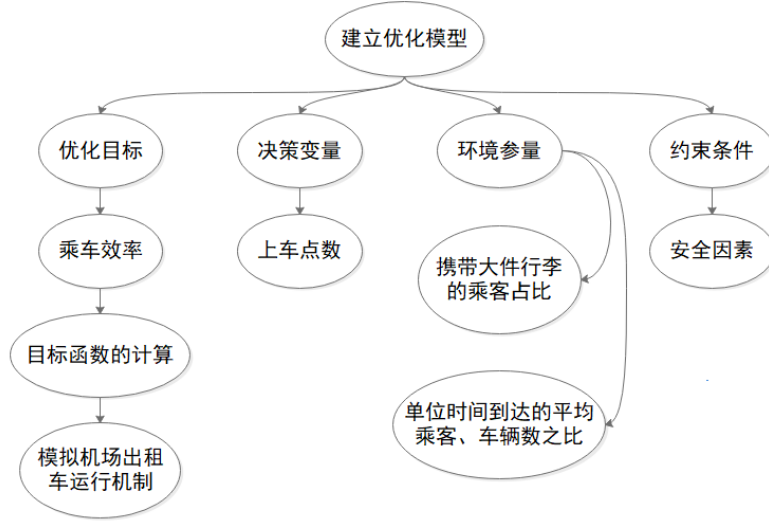 建立优化模型
优化目标
决策变量
环境参量
约末条件
乘车效率
上车点数
携带大件行李
的乘客占比
安全因素
目标函数的计算
单位时间到达的平均
乘客、车辆数之比
模拟机场出租
车运行机制